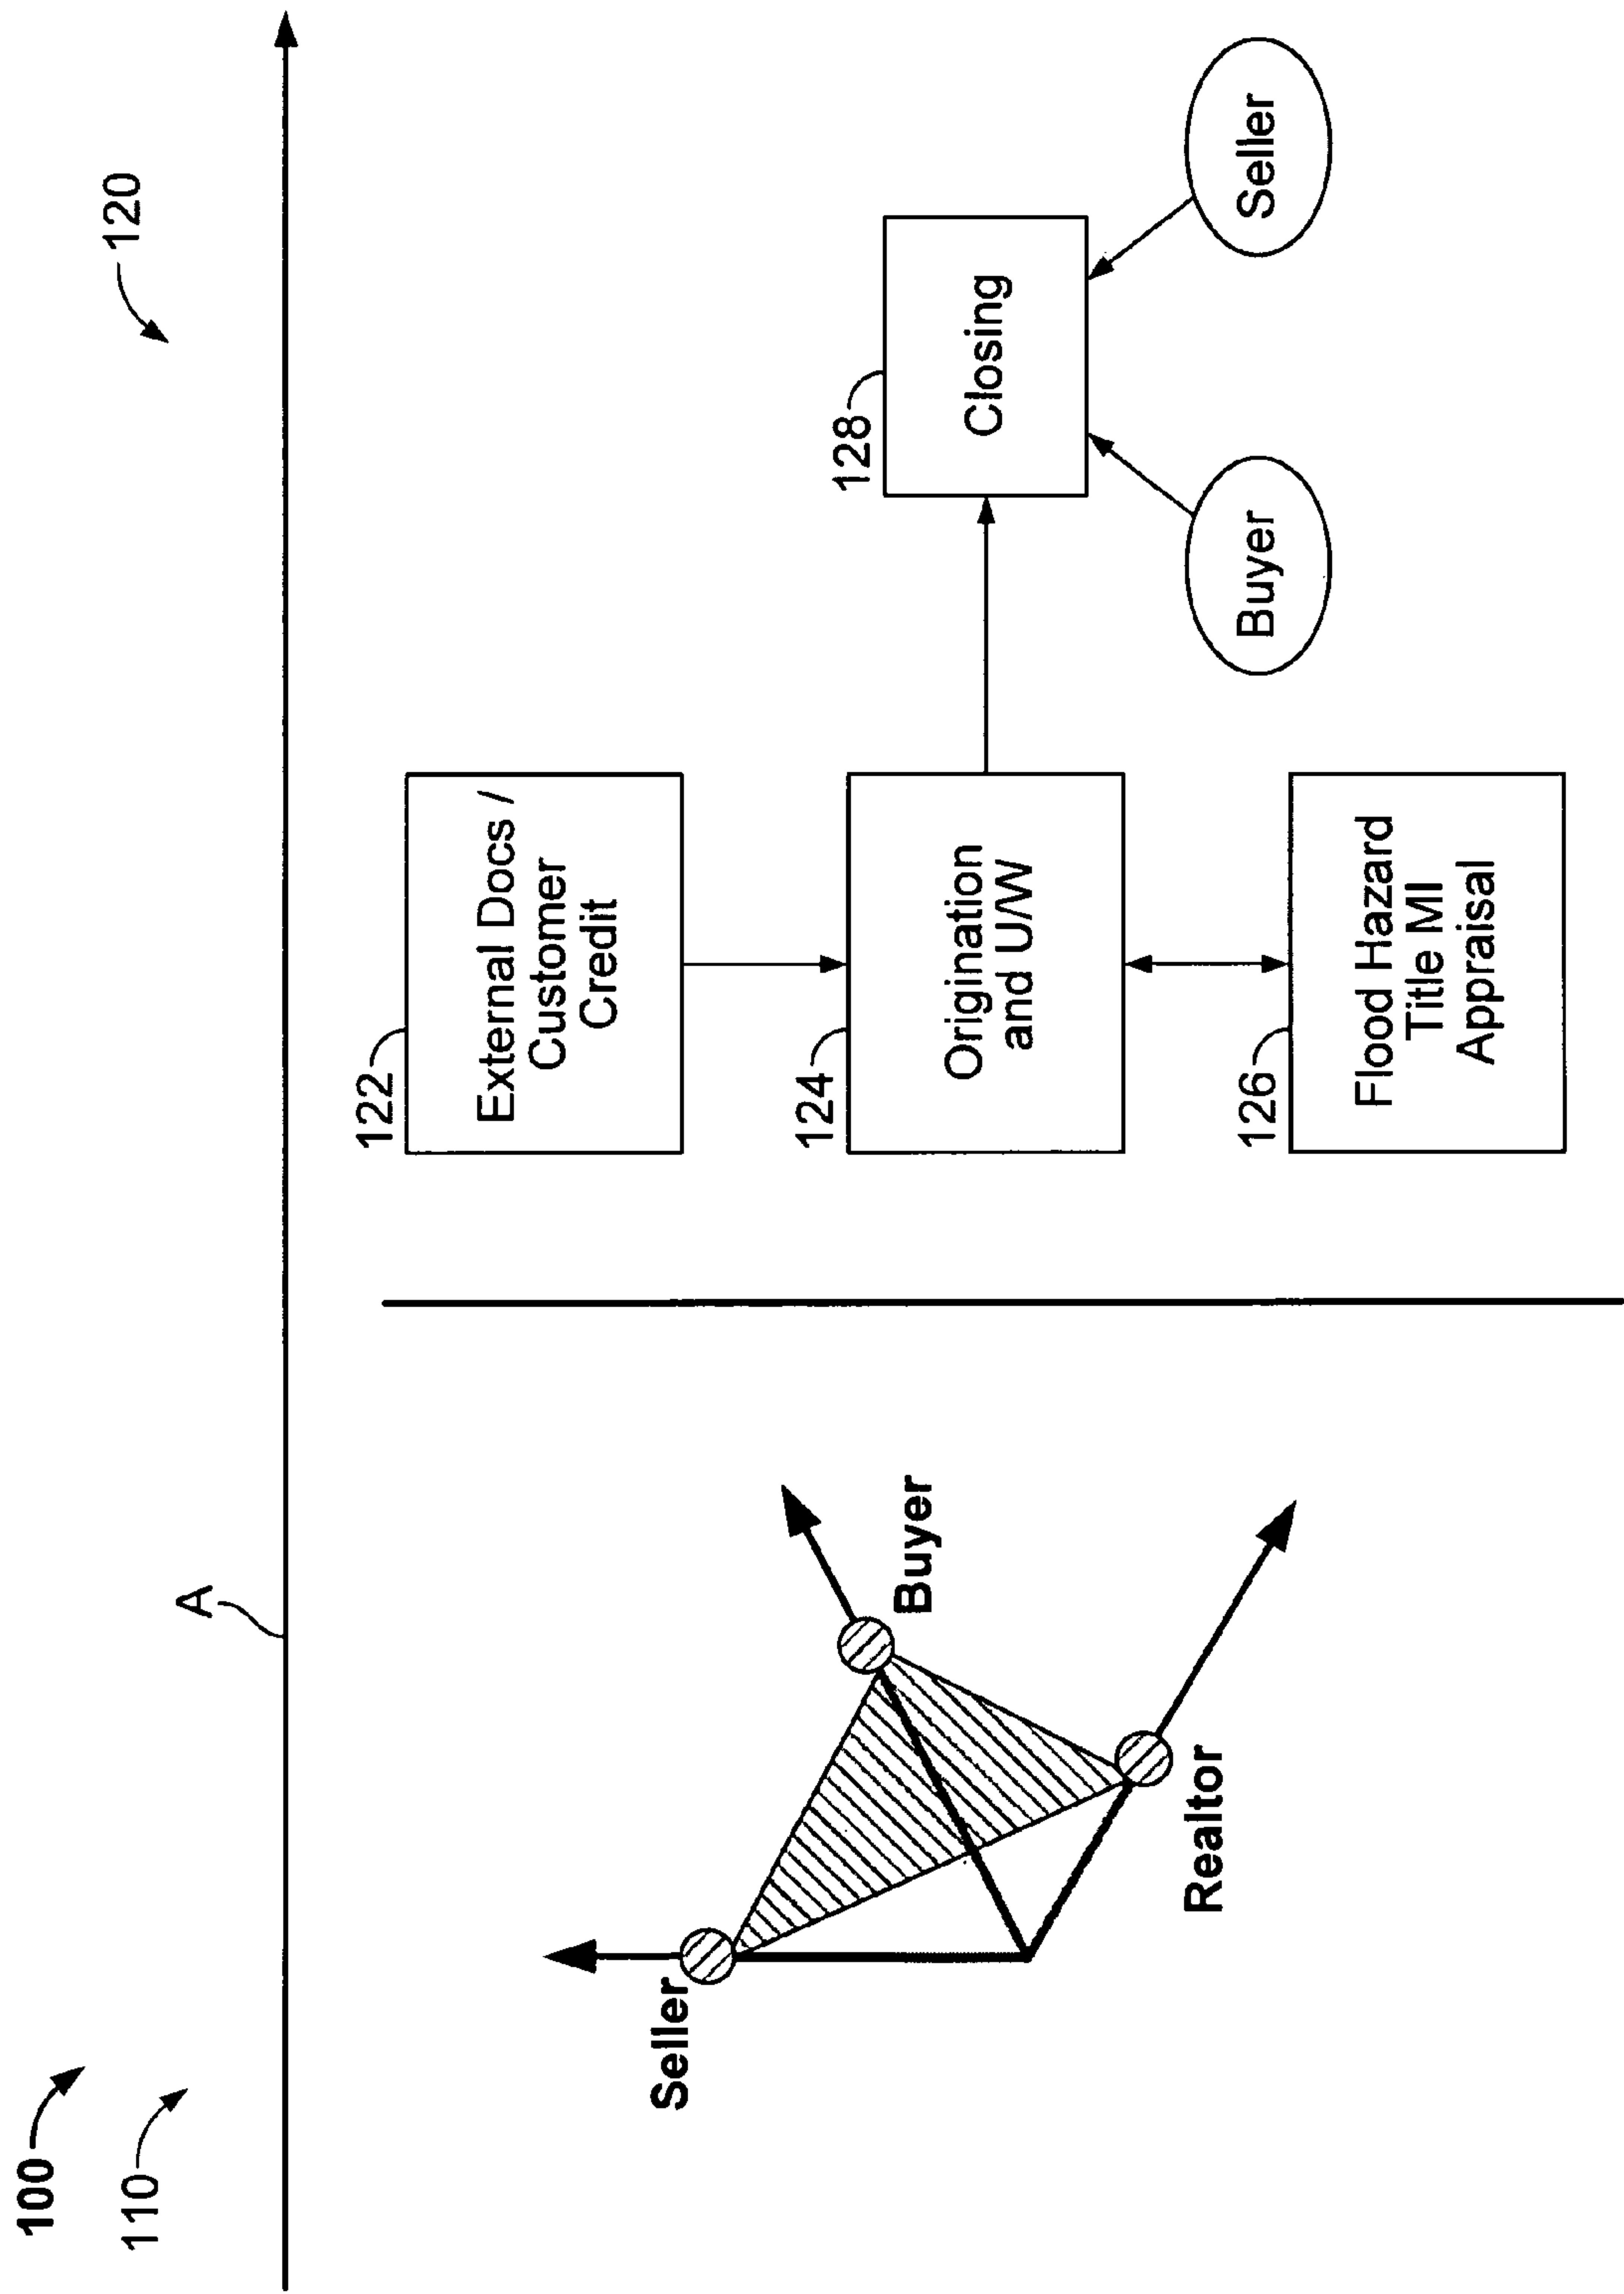 100
110
A
120
Seller
Buyer
Realtor
122
External Docs /
Customer
Credit
124
Origination
and U/W
126
Flood Hazard
Title MI
Appraisal
128
Closing
Buyer
Seller